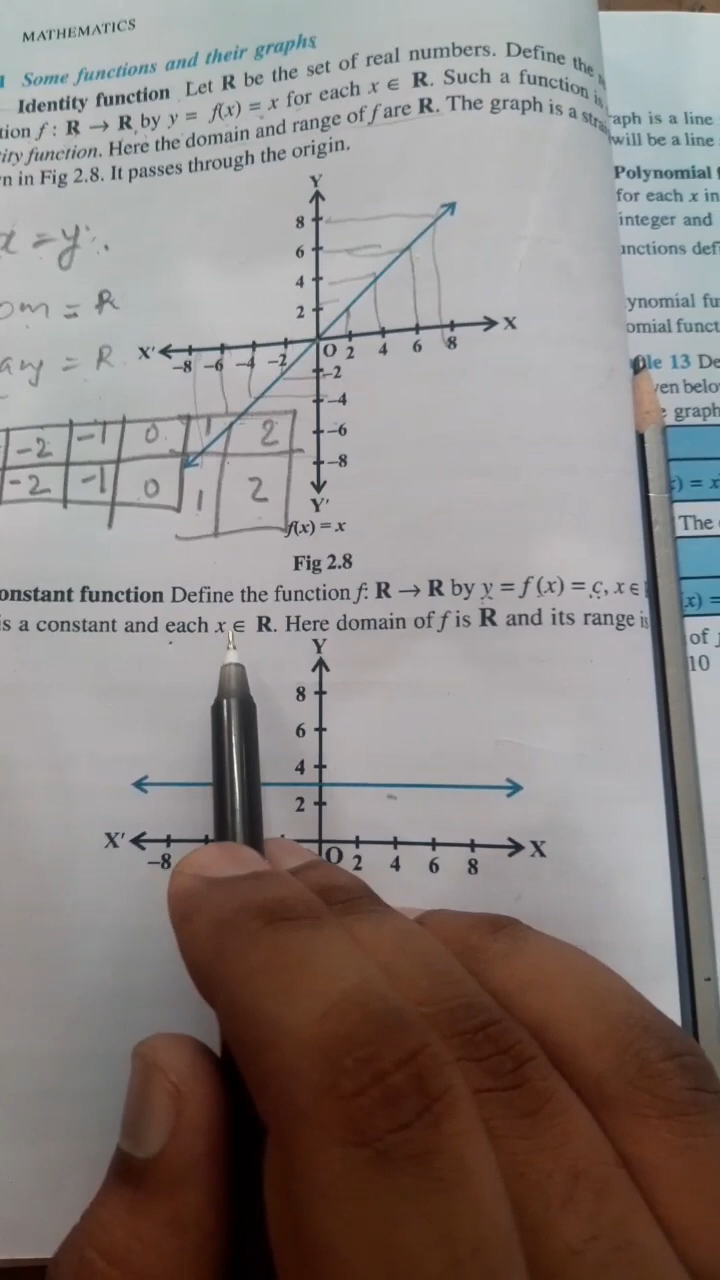 MATHEMATICS
Some functions and their graphs
Identity function Let R be the set of real numbers. Define the
tion f : R → R by y = f(x) = x for each x ∈ R. Such a function is
ity function. Here the domain and range of f are R. The graph is a
n in Fig 2.8. It passes through the origin.
x = y
om = R
= R
-2 -1 0 1 2
-2 -1 0 1 2
Y
8
6
4
2
X' -8 -6 -4 -2 O 2 4 6 8 X
-2
-4
-6
-8
Y'
f(x) = x
Fig 2.8
onstant function Define the function f: R → R by y = f (x) = c, x ∈
is a constant and each x ∈ R. Here domain of f is R and its range is
Y
8
6
4
2
X' -8 O 2 4 6 8 X
raph is a line
will be a line
Polynomial f
for each x in
integer and
unctions def
ynomial fu
omial funct
ple 13 De
ven belo
graph
) = x
The
x) =
of
10